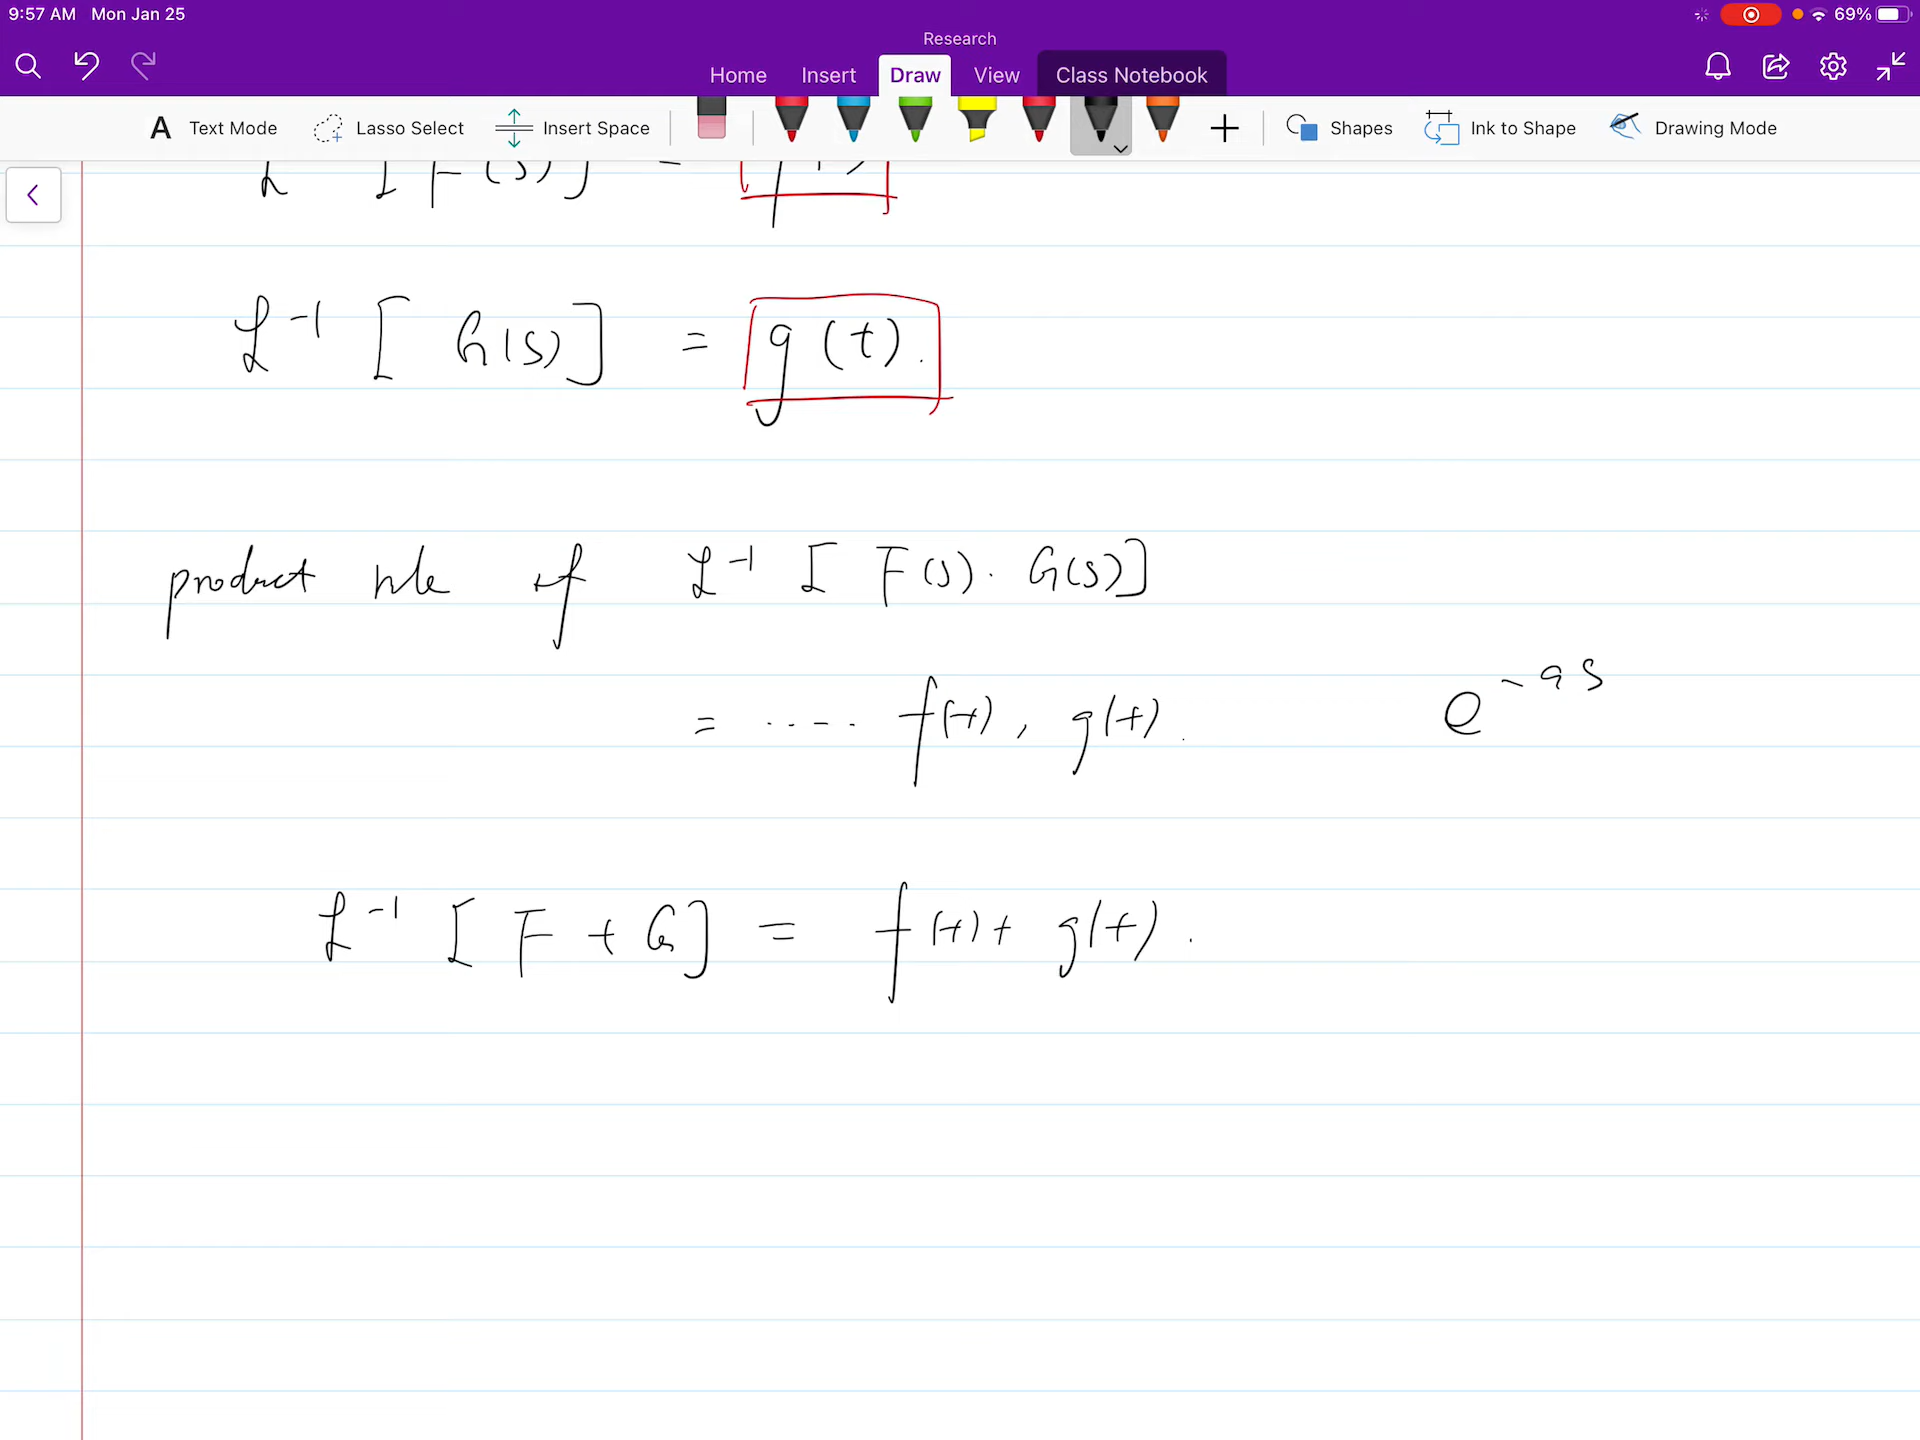 9:57 AM Mon Jan 25
69%
Research
Home Insert Draw View Class Notebook
A Text Mode Lasso Select Insert Space Shapes Ink to Shape Drawing Mode
ℒ⁻¹ [ G(s) ] = g(t).
product rule of ℒ⁻¹ [ F(s) · G(s) ]
= ..... f(t), g(t).
e^{-as}
ℒ⁻¹ [ F + G ] = f(t) + g(t).